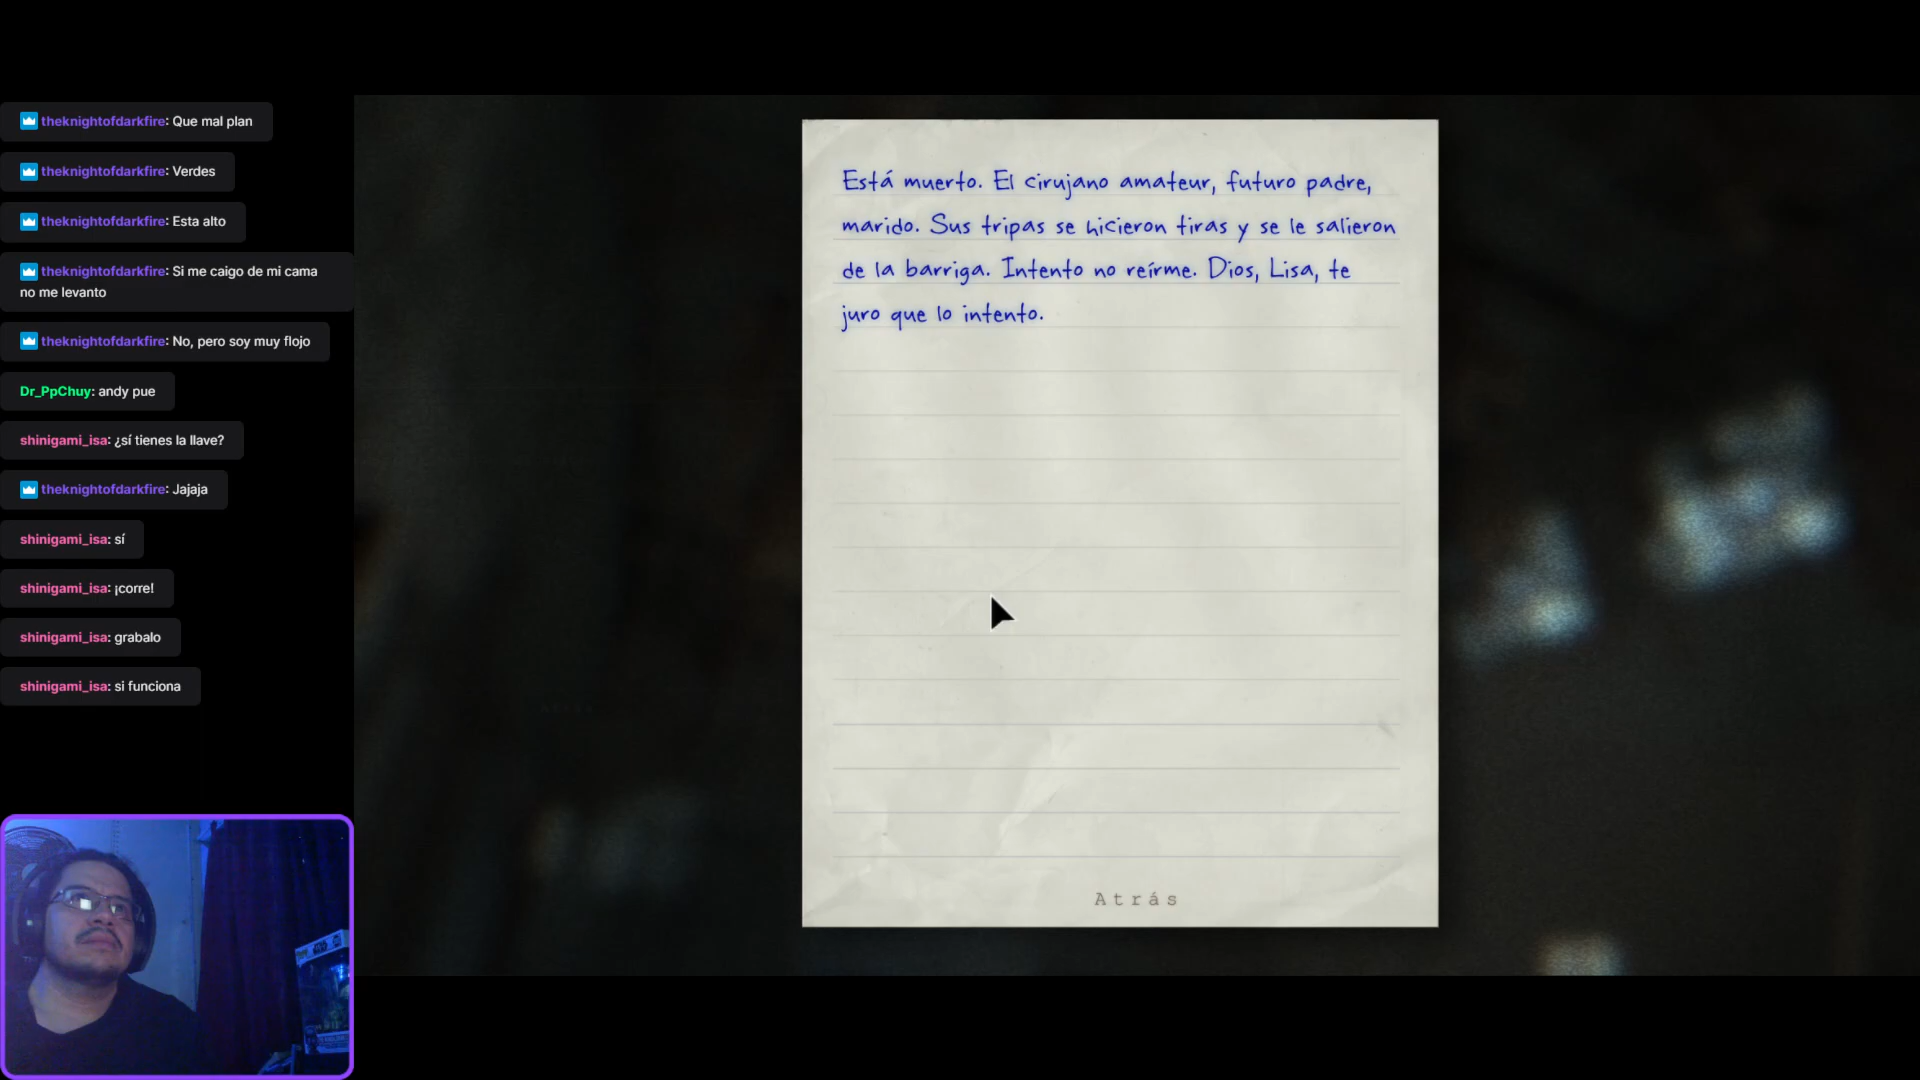 theknightofdarkfire: Que mal plan
theknightofdarkfire: Verdes
theknightofdarkfire: Esta alto
theknightofdarkfire: Si me caigo de mi cama
no me levanto
theknightofdarkfire: No, pero soy muy flojo
Dr_PpChuy: andy pue
shinigami_isa: ¿sí tienes la llave?
theknightofdarkfire: Jajaja
shinigami_isa: sí
shinigami_isa: ¡corre!
shinigami_isa: grabalo
shinigami_isa: si funciona
Está muerto. El cirujano amateur, futuro padre,
marido. Sus tripas se hicieron tiras y se le salieron
de la barriga. Intento no reírme. Dios, Lisa, te
juro que lo intento.
Atrás